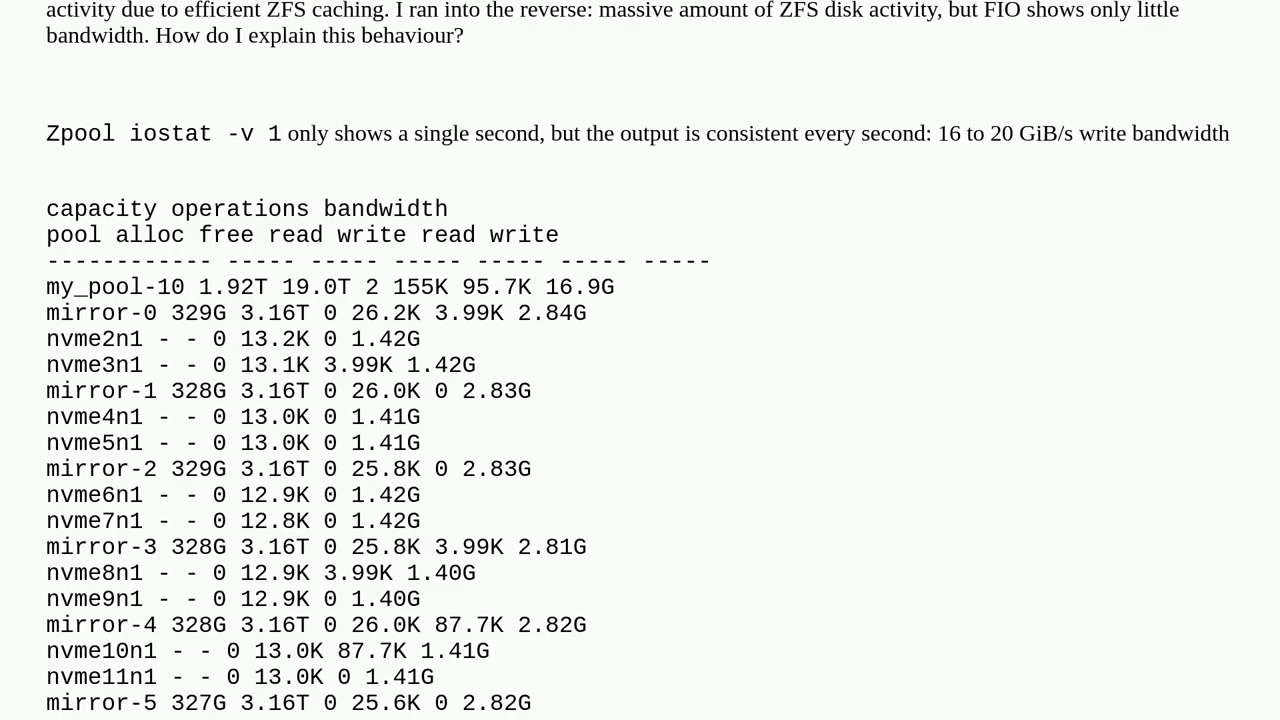 activity due to efficient ZFS caching. I ran into the reverse: massive amount of ZFS disk activity, but FIO shows only little
bandwidth. How do I explain this behaviour?
Zpool iostat -v 1 only shows a single second, but the output is consistent every second: 16 to 20 GiB/s write bandwidth
capacity operations bandwidth
pool alloc free read write read write
------------ ----- ----- ----- ----- ----- -----
my_pool-10 1.92T 19.0T 2 155K 95.7K 16.9G
mirror-0 329G 3.16T 0 26.2K 3.99K 2.84G
nvme2n1 - - 0 13.2K 0 1.42G
nvme3n1 - - 0 13.1K 3.99K 1.42G
mirror-1 328G 3.16T 0 26.0K 0 2.83G
nvme4n1 - - 0 13.0K 0 1.41G
nvme5n1 - - 0 13.0K 0 1.41G
mirror-2 329G 3.16T 0 25.8K 0 2.83G
nvme6n1 - - 0 12.9K 0 1.42G
nvme7n1 - - 0 12.8K 0 1.42G
mirror-3 328G 3.16T 0 25.8K 3.99K 2.81G
nvme8n1 - - 0 12.9K 3.99K 1.40G
nvme9n1 - - 0 12.9K 0 1.40G
mirror-4 328G 3.16T 0 26.0K 87.7K 2.82G
nvme10n1 - - 0 13.0K 87.7K 1.41G
nvme11n1 - - 0 13.0K 0 1.41G
mirror-5 327G 3.16T 0 25.6K 0 2.82G